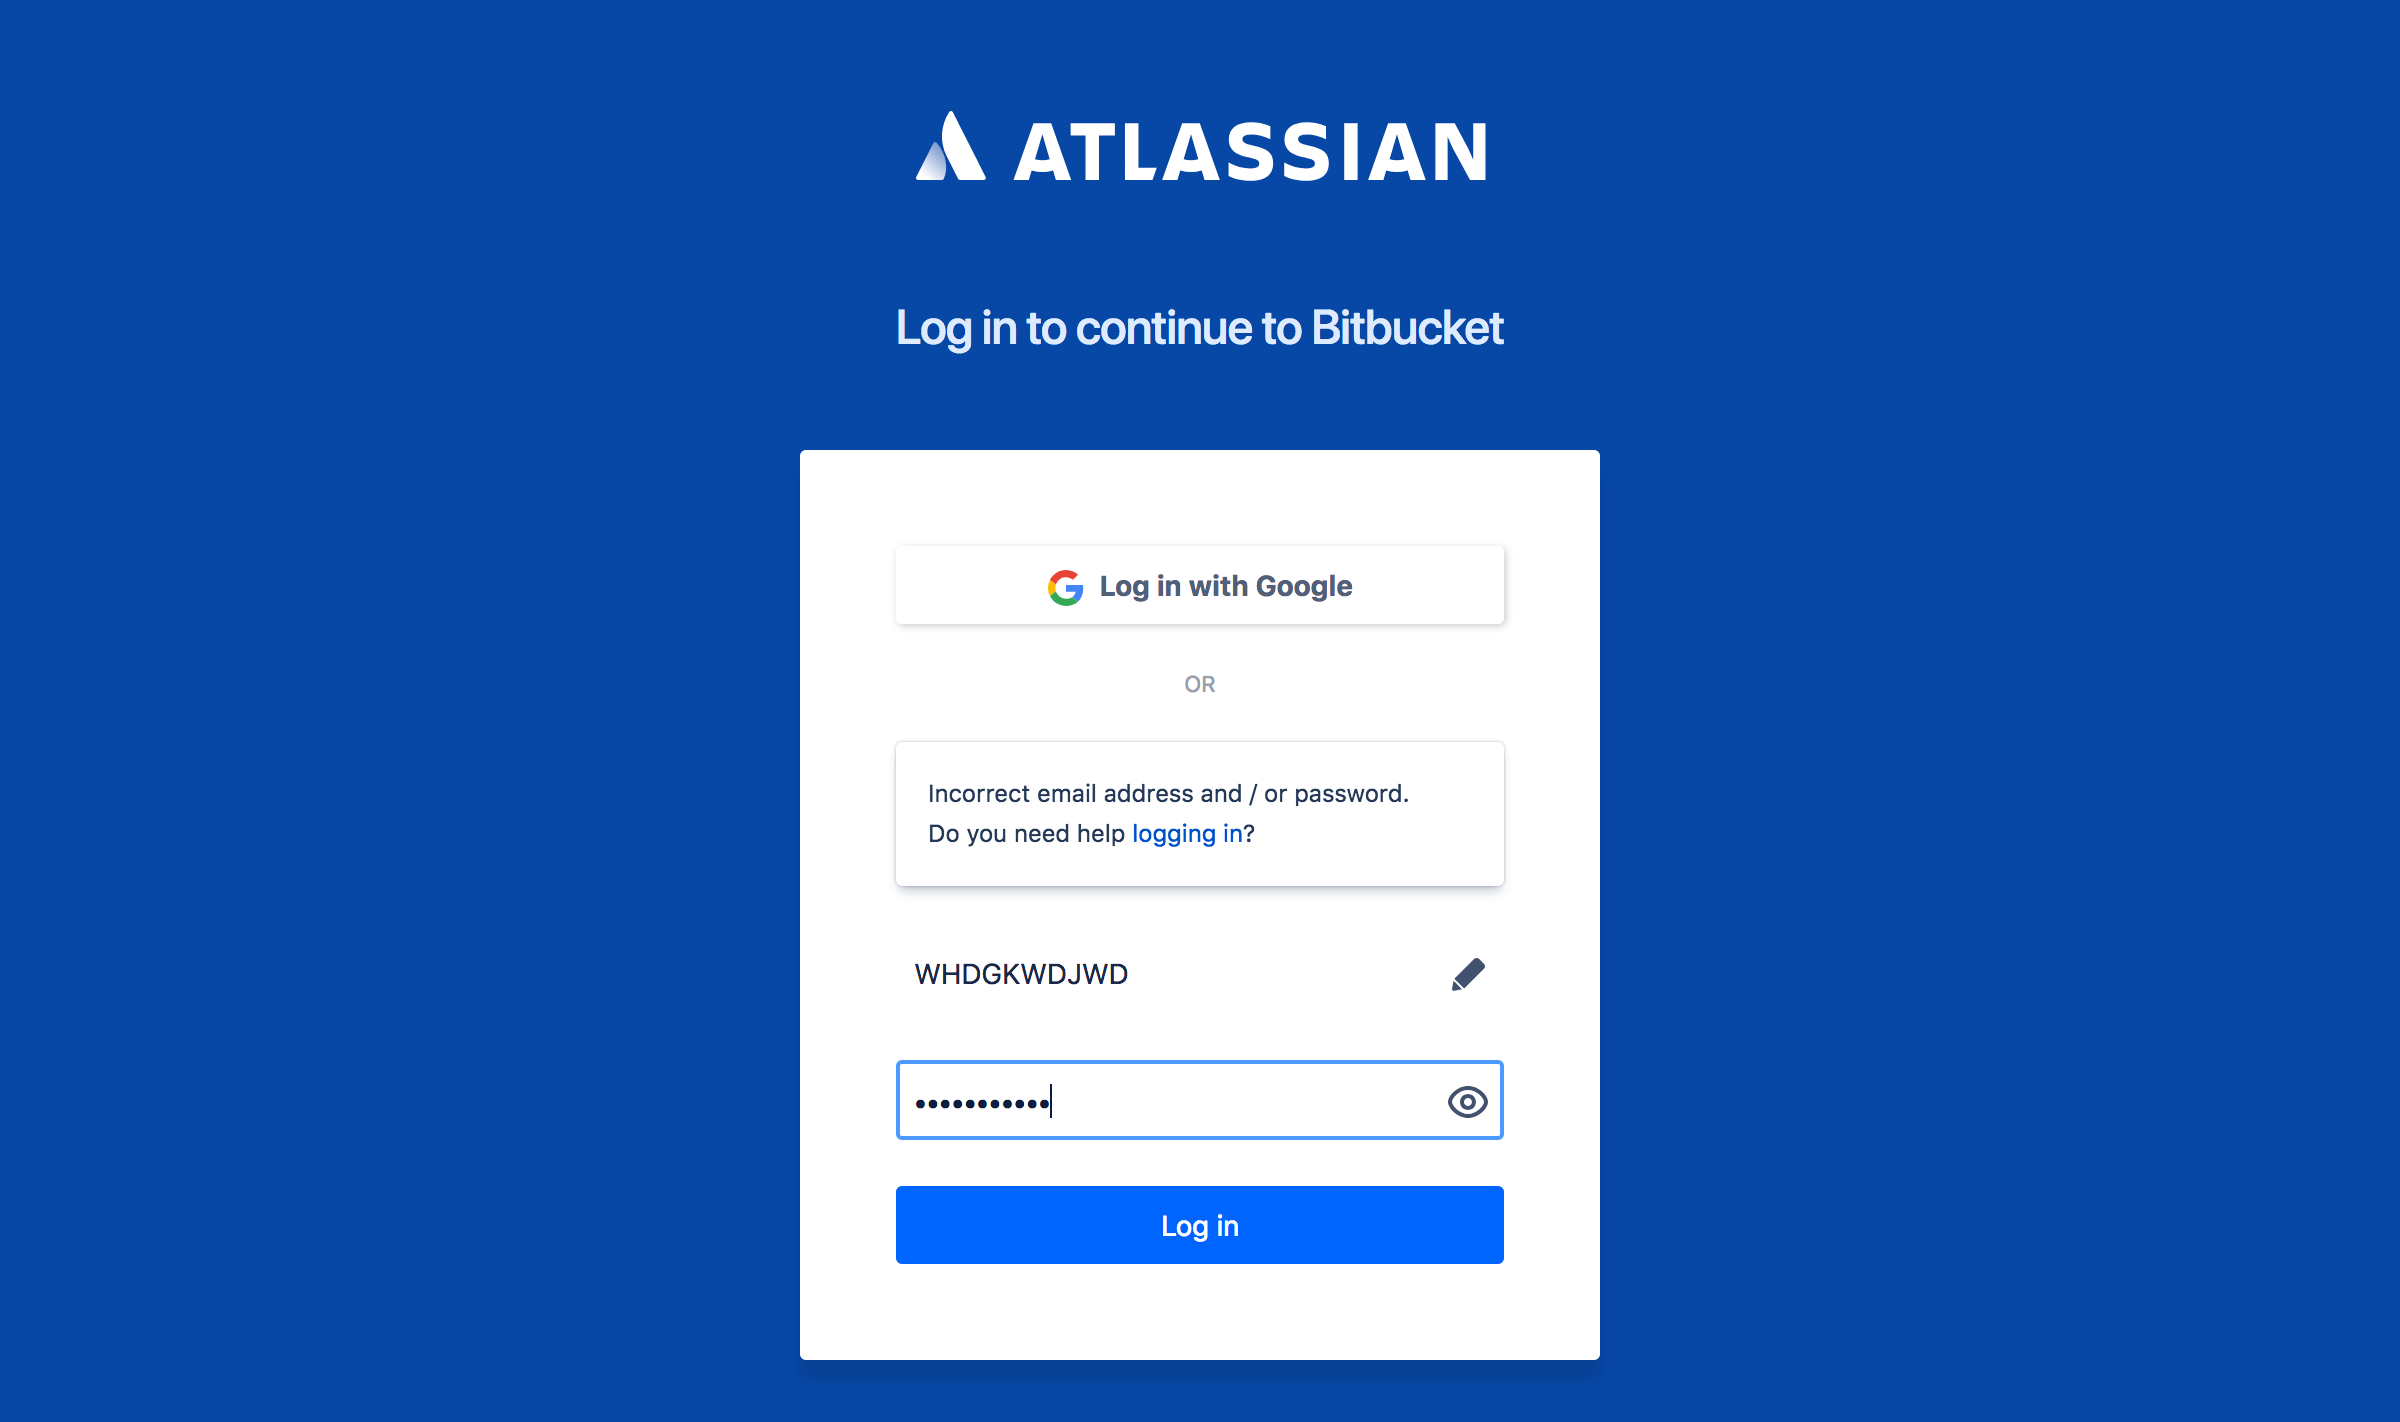 ATLASSIAN
Log in to continue to Bitbucket
Log in with Google
OR
Incorrect email address and / or password.
Do you need help logging in?
WHDGKWDJWD
•••••••••••
Log in